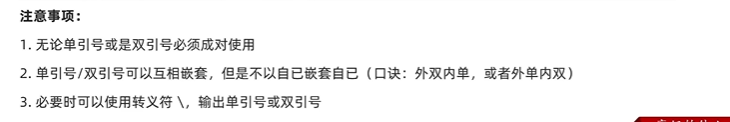 注意事项：
1. 无论单引号或是双引号必须成对使用
2. 单引号/双引号可以互相嵌套，但是不以自已嵌套自已（口诀：外双内单，或者外单内双）
3. 必要时可以使用转义符 \，输出单引号或双引号